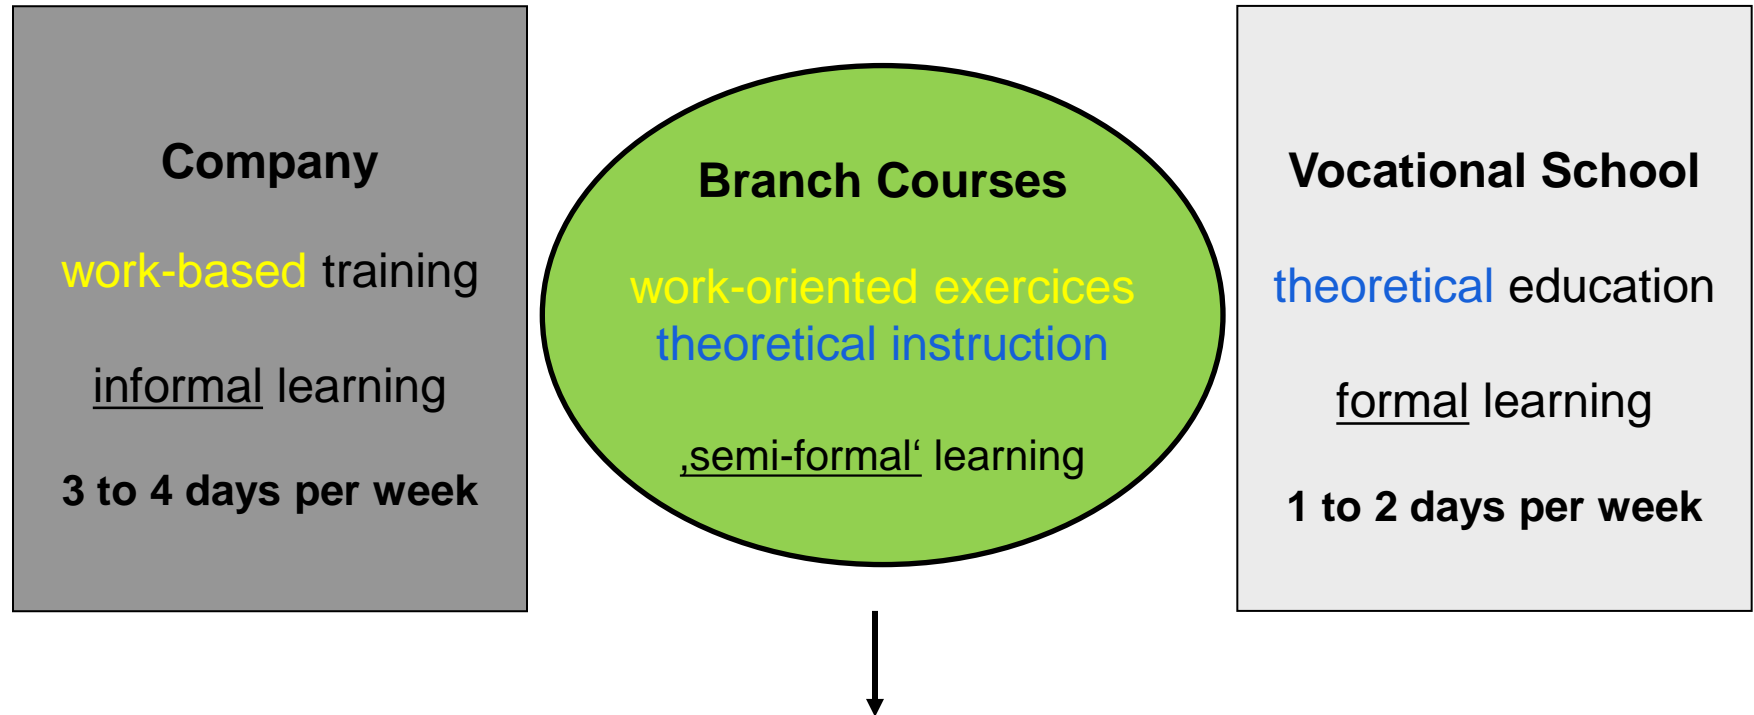 Company
work-based training
informal learning
3 to 4 days per week
Branch Courses
work-oriented exercices
theoretical instruction
‚semi-formal‘ learning
Vocational School
theoretical education
formal learning
1 to 2 days per week